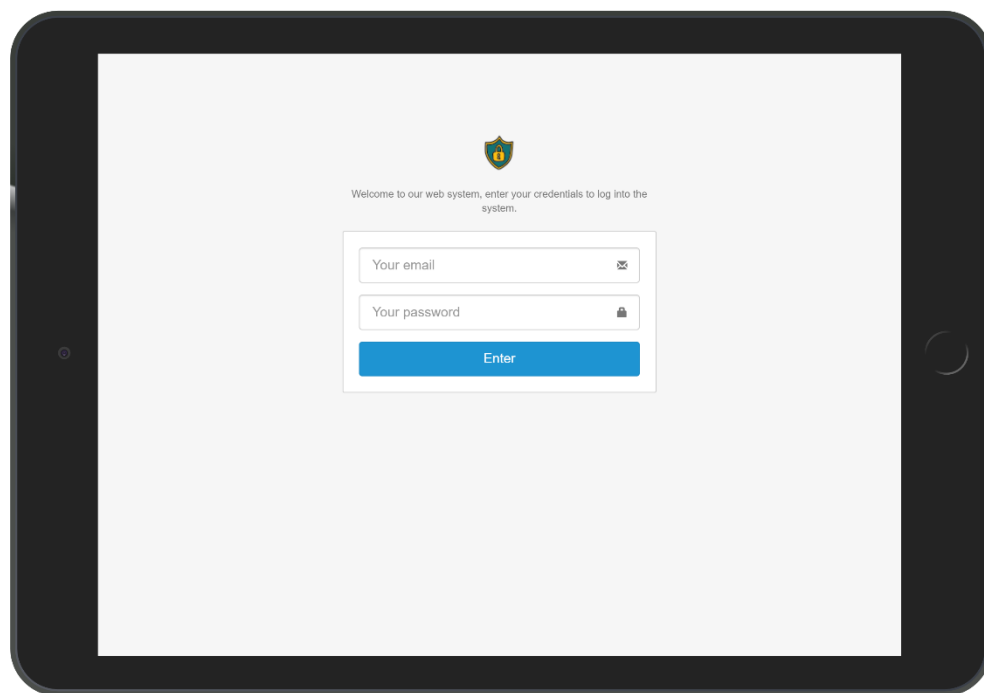 Welcome to our web system, enter your credentials to log into the
system.
Your email
Your password
Enter